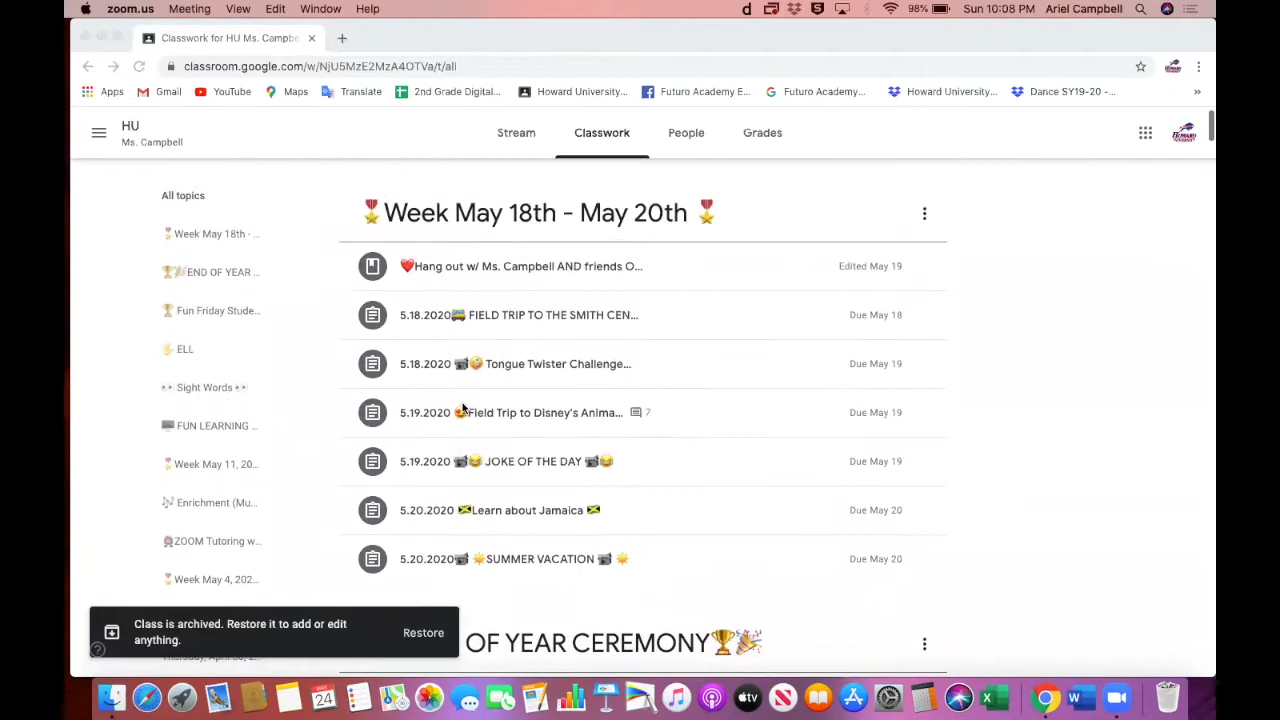 zoom.us Meeting View Edit Window Help 98% Sun 10:08 PM Ariel Campbell
Classwork for HU Ms. Campbe
classroom.google.com/w/NjU5MzE2MzA4OTVa/t/all
Apps Gmail YouTube Maps Translate 2nd Grade Digital... Howard University... Futuro Academy E... Futuro Academy... Howard University... Dance SY19-20 -... »
HU
Ms. Campbell
Stream Classwork People Grades
All topics
🎖️Week May 18th - ...
🏆🎉END OF YEAR ...
🏆 Fun Friday Stude...
🖐️ ELL
👀 Sight Words 👀
🖥️ FUN LEARNING ...
🎖️Week May 11, 20...
🎶 Enrichment (Mu...
ZOOM Tutoring w...
🎖️Week May 4, 202...
🎖️Week May 18th - May 20th 🎖️
❤️Hang out w/ Ms. Campbell AND friends O... Edited May 19
5.18.2020🚌 FIELD TRIP TO THE SMITH CEN... Due May 18
5.18.2020 📹🤪 Tongue Twister Challenge... Due May 19
5.19.2020 🤩Field Trip to Disney's Anima... 7 Due May 19
5.19.2020 📹😂 JOKE OF THE DAY 📹😂 Due May 19
5.20.2020 🇯🇲Learn about Jamaica 🇯🇲 Due May 20
5.20.2020📹 ☀️SUMMER VACATION 📹 ☀️ Due May 20
Class is archived. Restore it to add or edit
anything.
Restore
OF YEAR CEREMONY🏆🎉
MAY
24